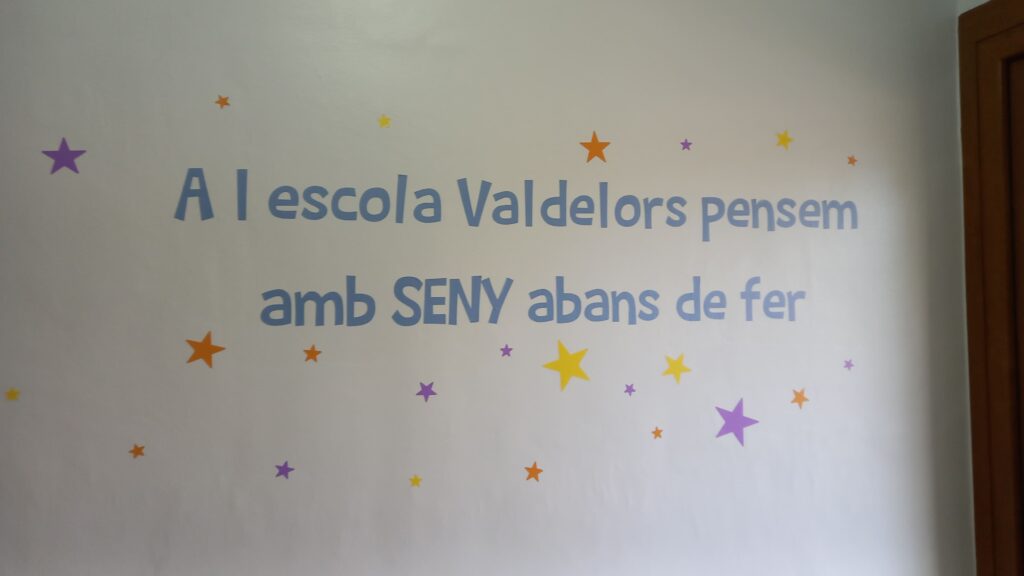 A l escola Valdelors pensem
amb SENY abans de fer